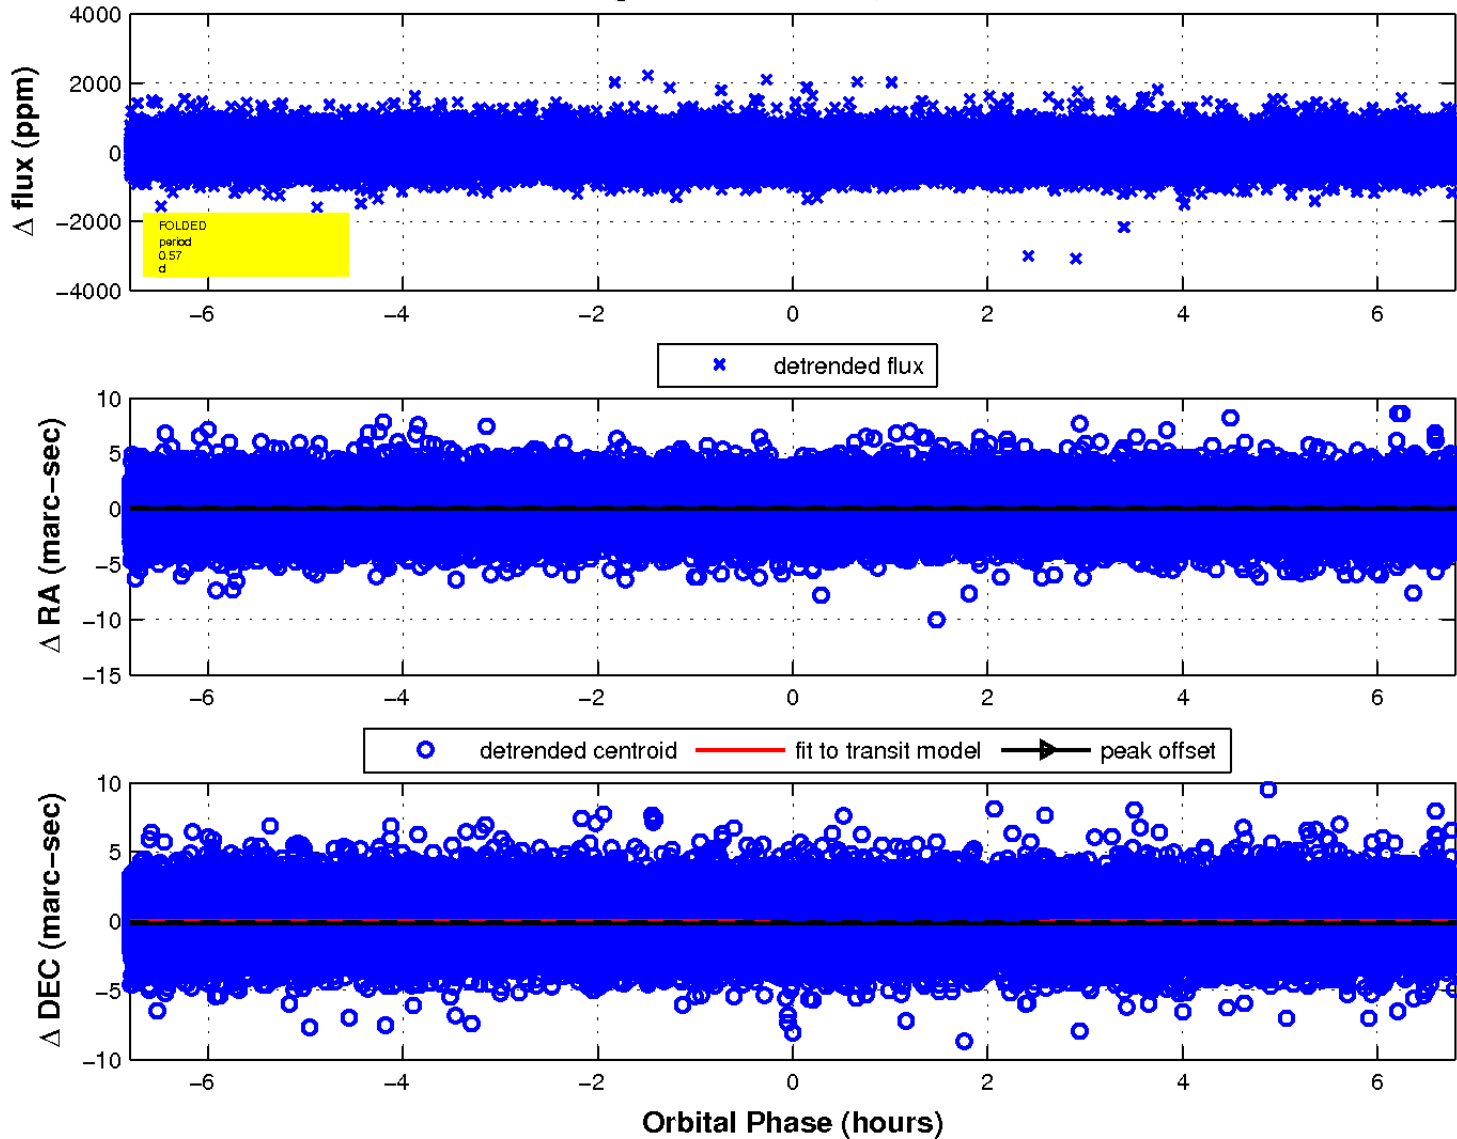 4000
2000
0
−2000
−4000
Δ flux (ppm)
FOLDED
period
0.57
d
−6 −4 −2 0 2 4 6
detrended flux
10
5
0
−5
−10
−15
Δ RA (marc−sec)
−6 −4 −2 0 2 4 6
detrended centroid fit to transit model peak offset
10
5
0
−5
−10
Δ DEC (marc−sec)
−6 −4 −2 0 2 4 6
Orbital Phase (hours)